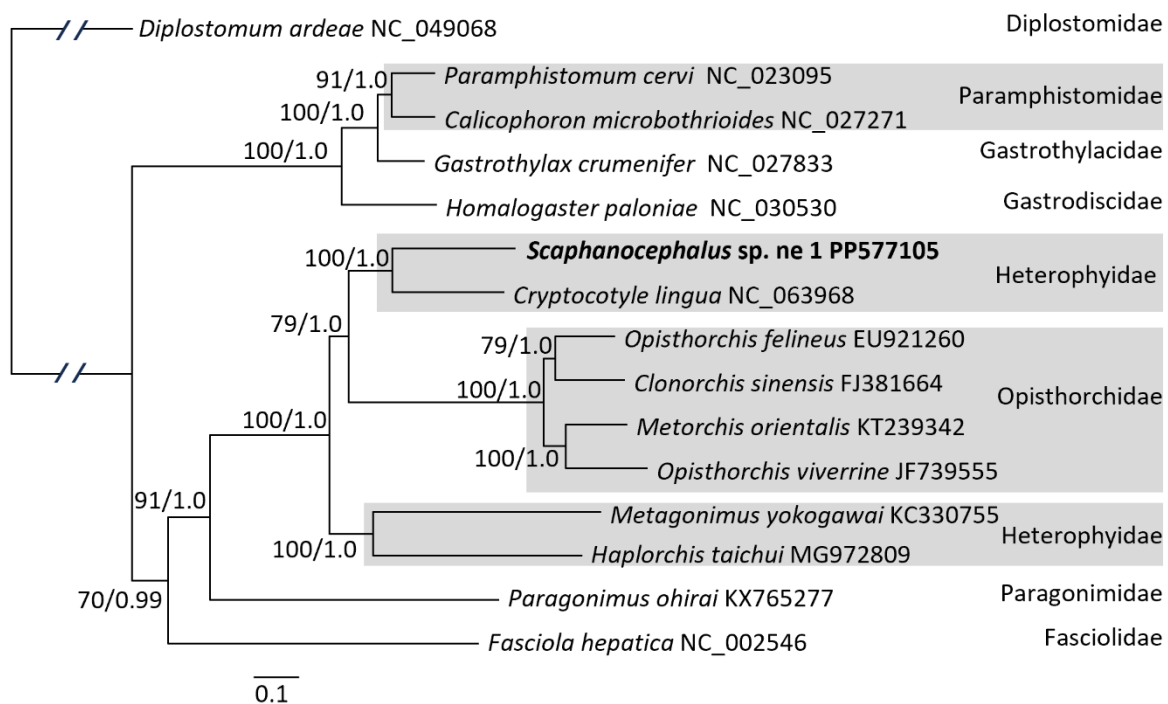 Diplostomum ardeae NC_049068 Diplostomidae
91/1.0 Paramphistomum cervi NC_023095
Paramphistomidae
100/1.0 Calicophoron microbothrioides NC_027271
100/1.0 Gastrothylax crumenifer NC_027833 Gastrothylacidae
Homalogaster paloniae NC_030530 Gastrodiscidae
100/1.0 Scaphanocephalus sp. ne 1 PP577105
Heterophyidae
Cryptocotyle lingua NC_063968
79/1.0
79/1.0 Opisthorchis felineus EU921260
100/1.0 Clonorchis sinensis FJ381664 Opisthorchidae
100/1.0 Metorchis orientalis KT239342
100/1.0 Opisthorchis viverrine JF739555
91/1.0 Metagonimus yokogawai KC330755
Heterophyidae
100/1.0 Haplorchis taichui MG972809
70/0.99 Paragonimus ohirai KX765277 Paragonimidae
Fasciola hepatica NC_002546 Fasciolidae
0.1